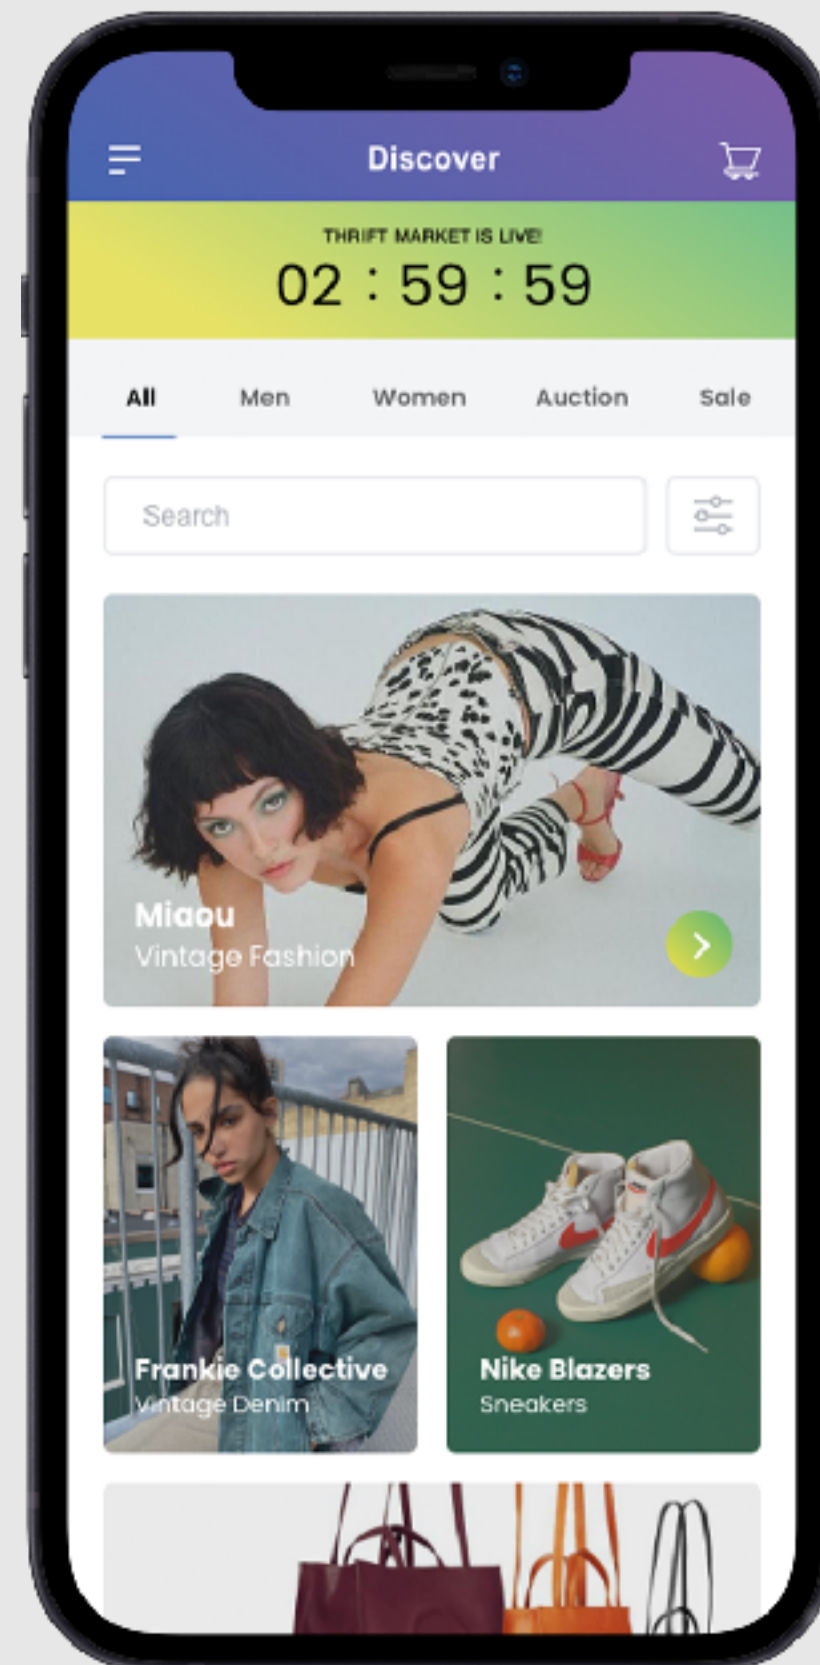 Discover
THRIFT MARKET IS LIVE!
02 : 59 : 59
All Men Women Auction Sale
Search
Miaou
Vintage Fashion
Frankie Collective
Vintage Denim
Nike Blazers
Sneakers